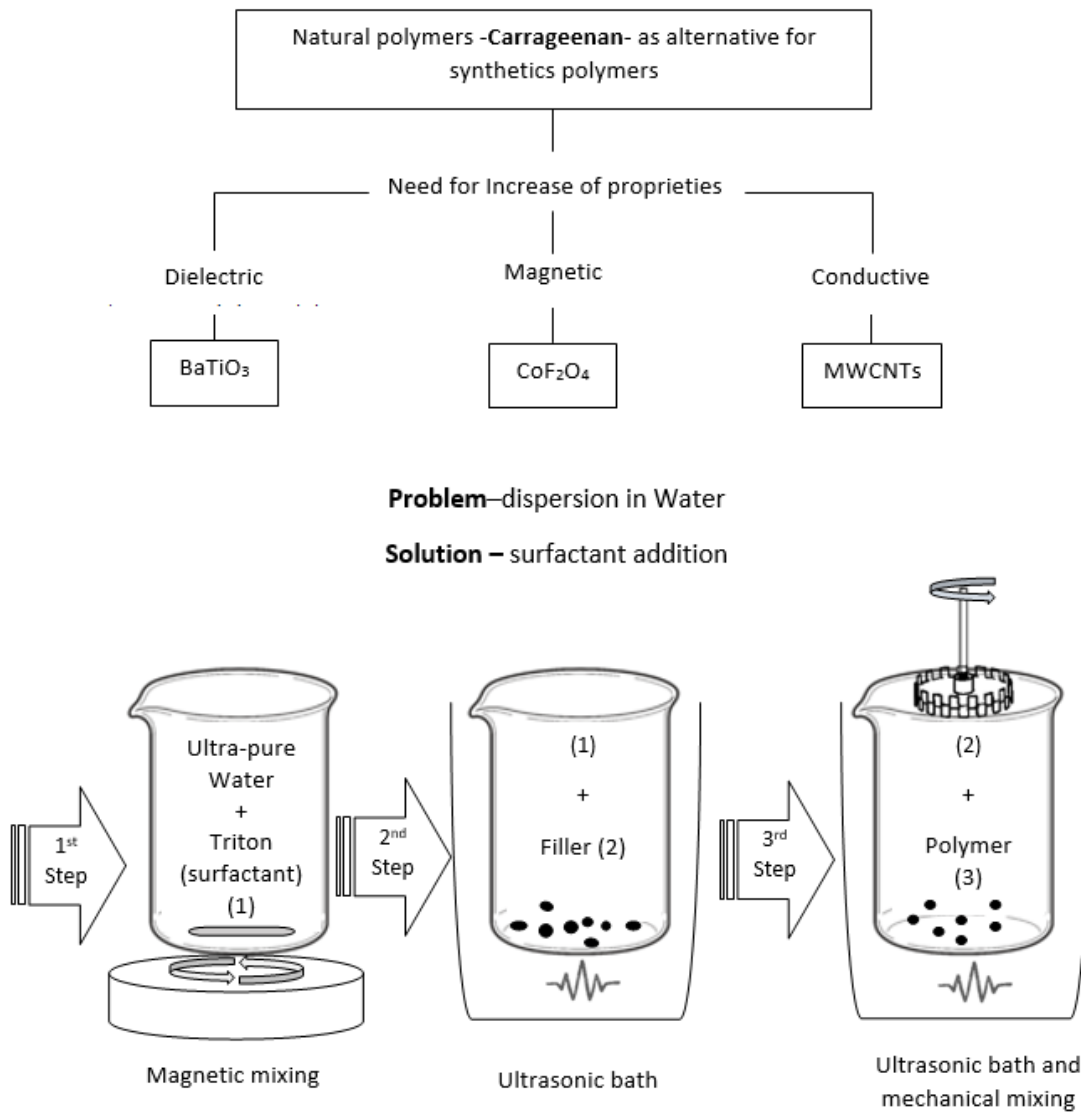 Natural polymers -Carrageenan- as alternative for
synthetics polymers
Need for Increase of proprieties
Dielectric
Magnetic
Conductive
BaTiO₃
CoF₂O₄
MWCNTs
Problem–dispersion in Water
Solution – surfactant addition
1st
Step
Ultra-pure
Water
+
Triton
(surfactant)
(1)
Magnetic mixing
2nd
Step
(1)
+
Filler (2)
Ultrasonic bath
3rd
Step
(2)
+
Polymer
(3)
Ultrasonic bath and
mechanical mixing